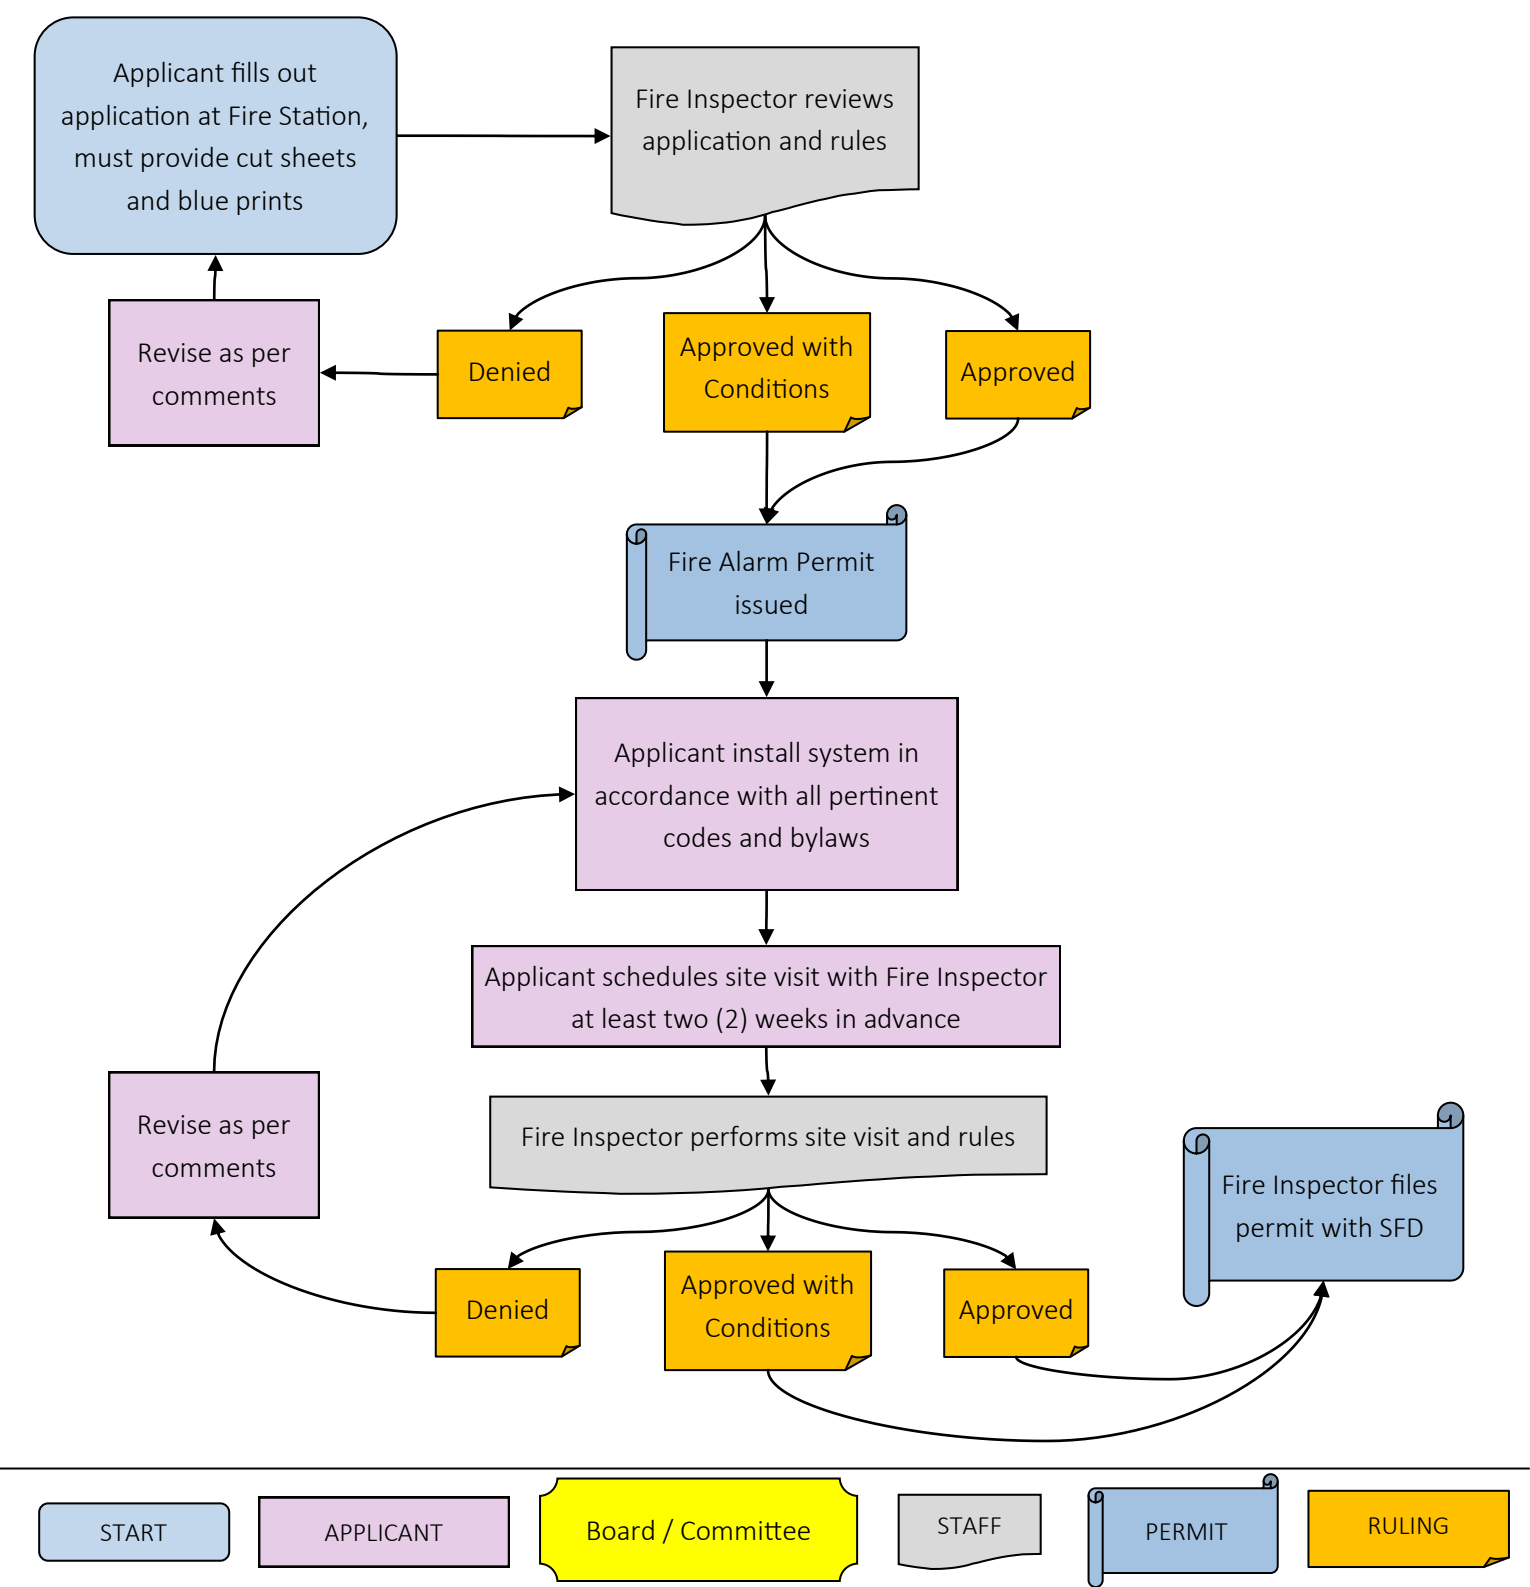 Applicant fills out
application at Fire Station,
must provide cut sheets
and blue prints
Fire Inspector reviews
application and rules
Revise as per
comments
Denied
Approved with
Conditions
Approved
Fire Alarm Permit
issued
Applicant install system in
accordance with all pertinent
codes and bylaws
Applicant schedules site visit with Fire Inspector
at least two (2) weeks in advance
Revise as per
comments
Fire Inspector performs site visit and rules
Fire Inspector files
permit with SFD
Denied
Approved with
Conditions
Approved
START
APPLICANT
Board / Committee
STAFF
PERMIT
RULING